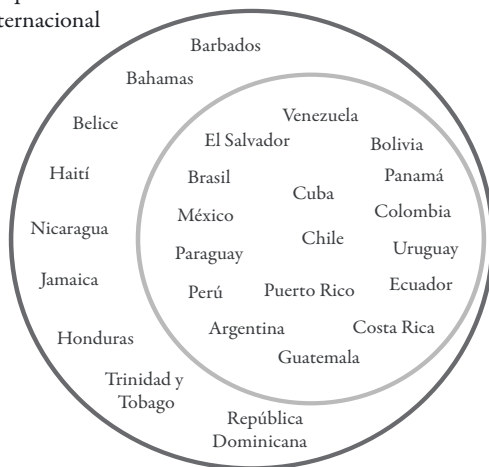 Barbados
Bahamas
Venezuela
Belice
El Salvador
Bolivia
Haití
Brasil
Panamá
Cuba
México
Colombia
Nicaragua
Chile
Paraguay
Uruguay
Jamaica
Perú
Puerto Rico
Ecuador
Argentina
Costa Rica
Honduras
Guatemala
Trinidad y
Tobago
República
Dominicana